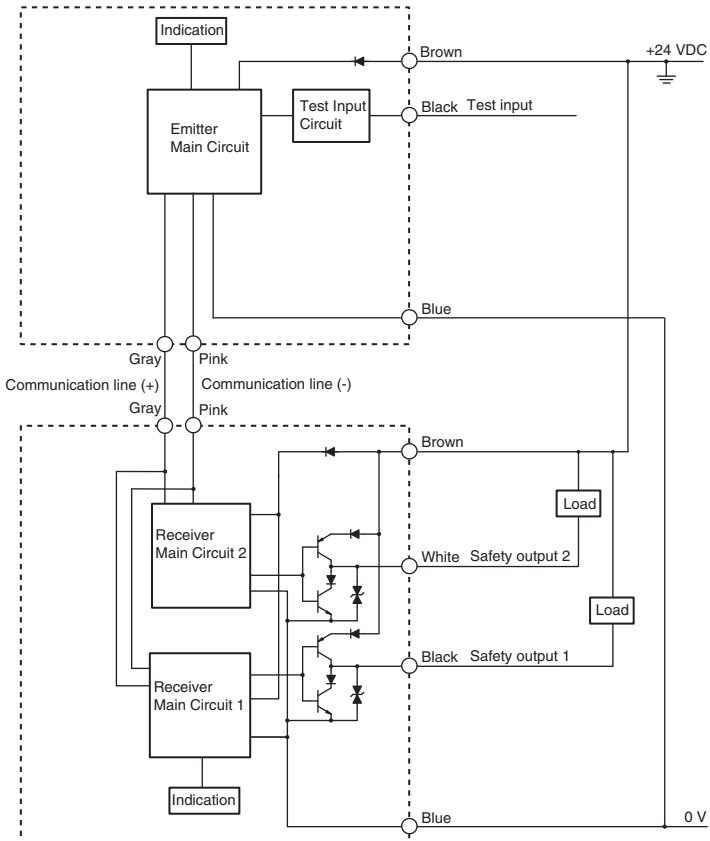 Indication
Brown
+24 VDC
Emitter
Main Circuit
Test Input
Circuit
Black Test input
Blue
Gray
Pink
Communication line (+)
Communication line (-)
Gray
Pink
Brown
Load
Receiver
Main Circuit 2
White Safety output 2
Load
Black Safety output 1
Receiver
Main Circuit 1
Indication
Blue
0 V